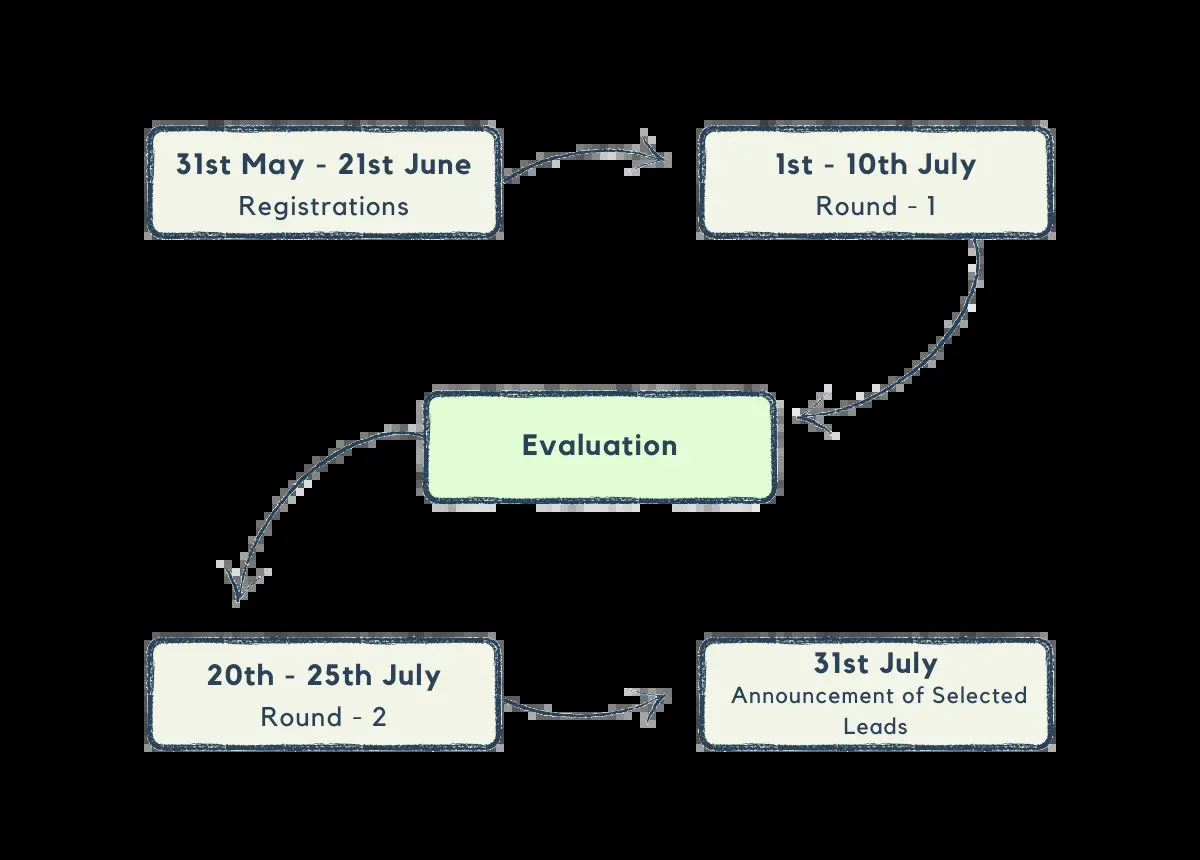 31st May - 21st June
Registrations
1st - 10th July
Round - 1
Evaluation
20th - 25th July
Round - 2
31st July
Announcement of Selected
Leads